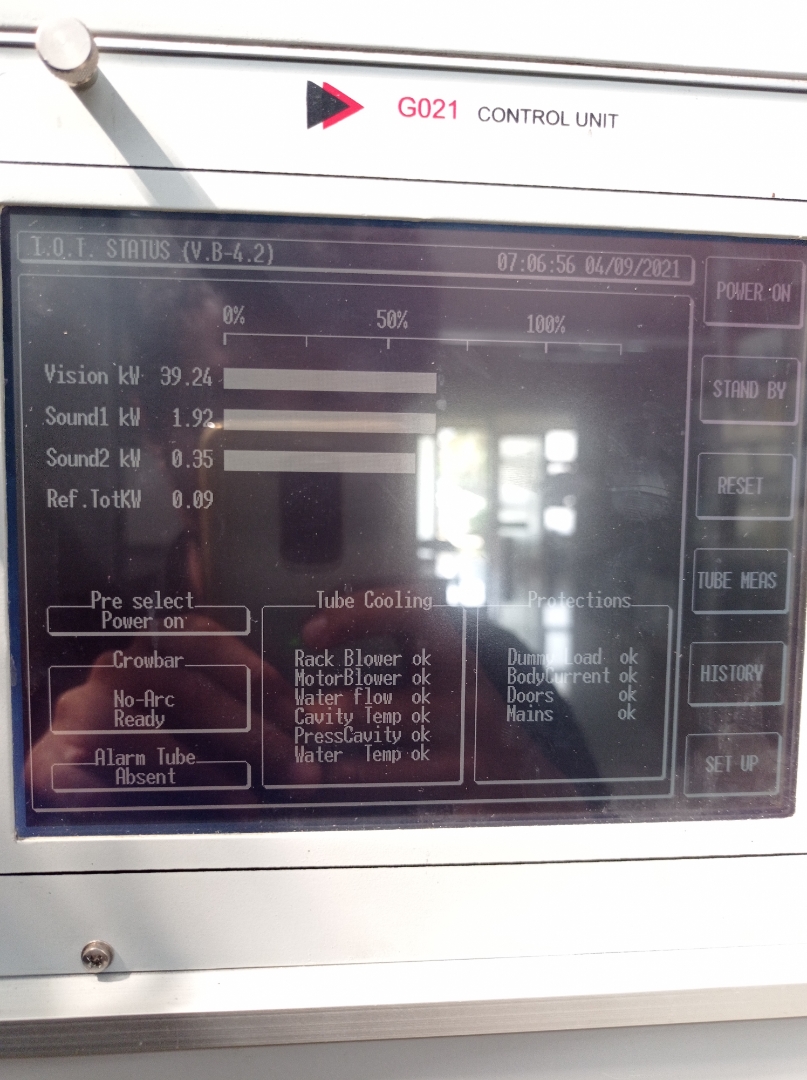 G021 CONTROL UNIT
I.O.T. STATUS (V.B-4.2) 07:06:56 04/09/2021
POWER ON
0% 50% 100%
Vision kW 39.24
STAND BY
Sound1 kW 1.92
Sound2 kW 0.35
RESET
Ref.TotKW 0.09
TUBE MEAS
Pre select
Power on
Crowbar
No-Arc
Ready
Alarm Tube
Absent
Tube Cooling
Rack Blower ok
MotorBlower ok
Water flow ok
Cavity Temp ok
PressCavity ok
Water Temp ok
Protections
Dummy Load ok
BodyCurrent ok
Doors ok
Mains ok
HISTORY
SET UP